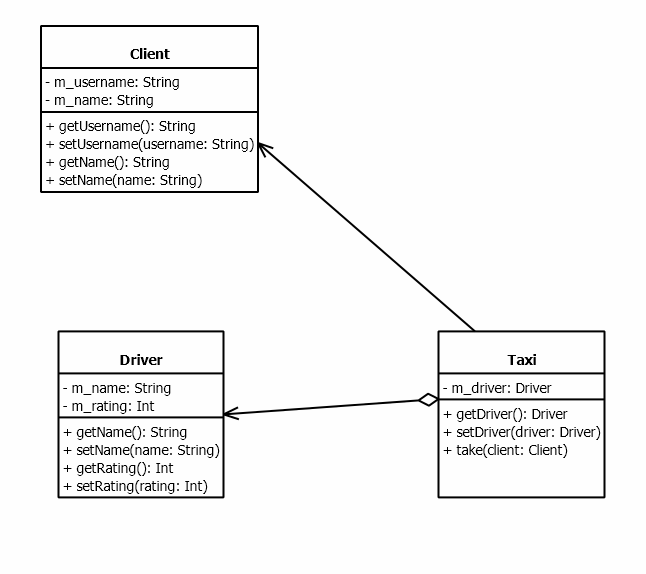 Client
- m_username: String
- m_name: String
+ getUsername(): String
+ setUsername(username: String)
+ getName(): String
+ setName(name: String)
Driver
- m_name: String
- m_rating: Int
+ getName(): String
+ setName(name: String)
+ getRating(): Int
+ setRating(rating: Int)
Taxi
- m_driver: Driver
+ getDriver(): Driver
+ setDriver(driver: Driver)
+ take(client: Client)